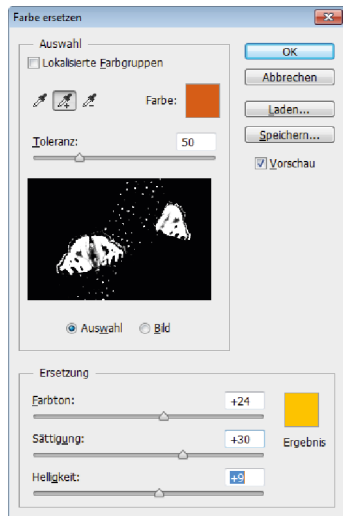 Farbe ersetzen
Auswahl
Lokalisierte Farbgruppen
Farbe:
Toleranz:
50
Auswahl
Bild
OK
Abbrechen
Laden...
Speichern...
Vorschau
Ersetzung
Farbton:
+24
Sättigung:
+30
Ergebnis
Helligkeit:
+9